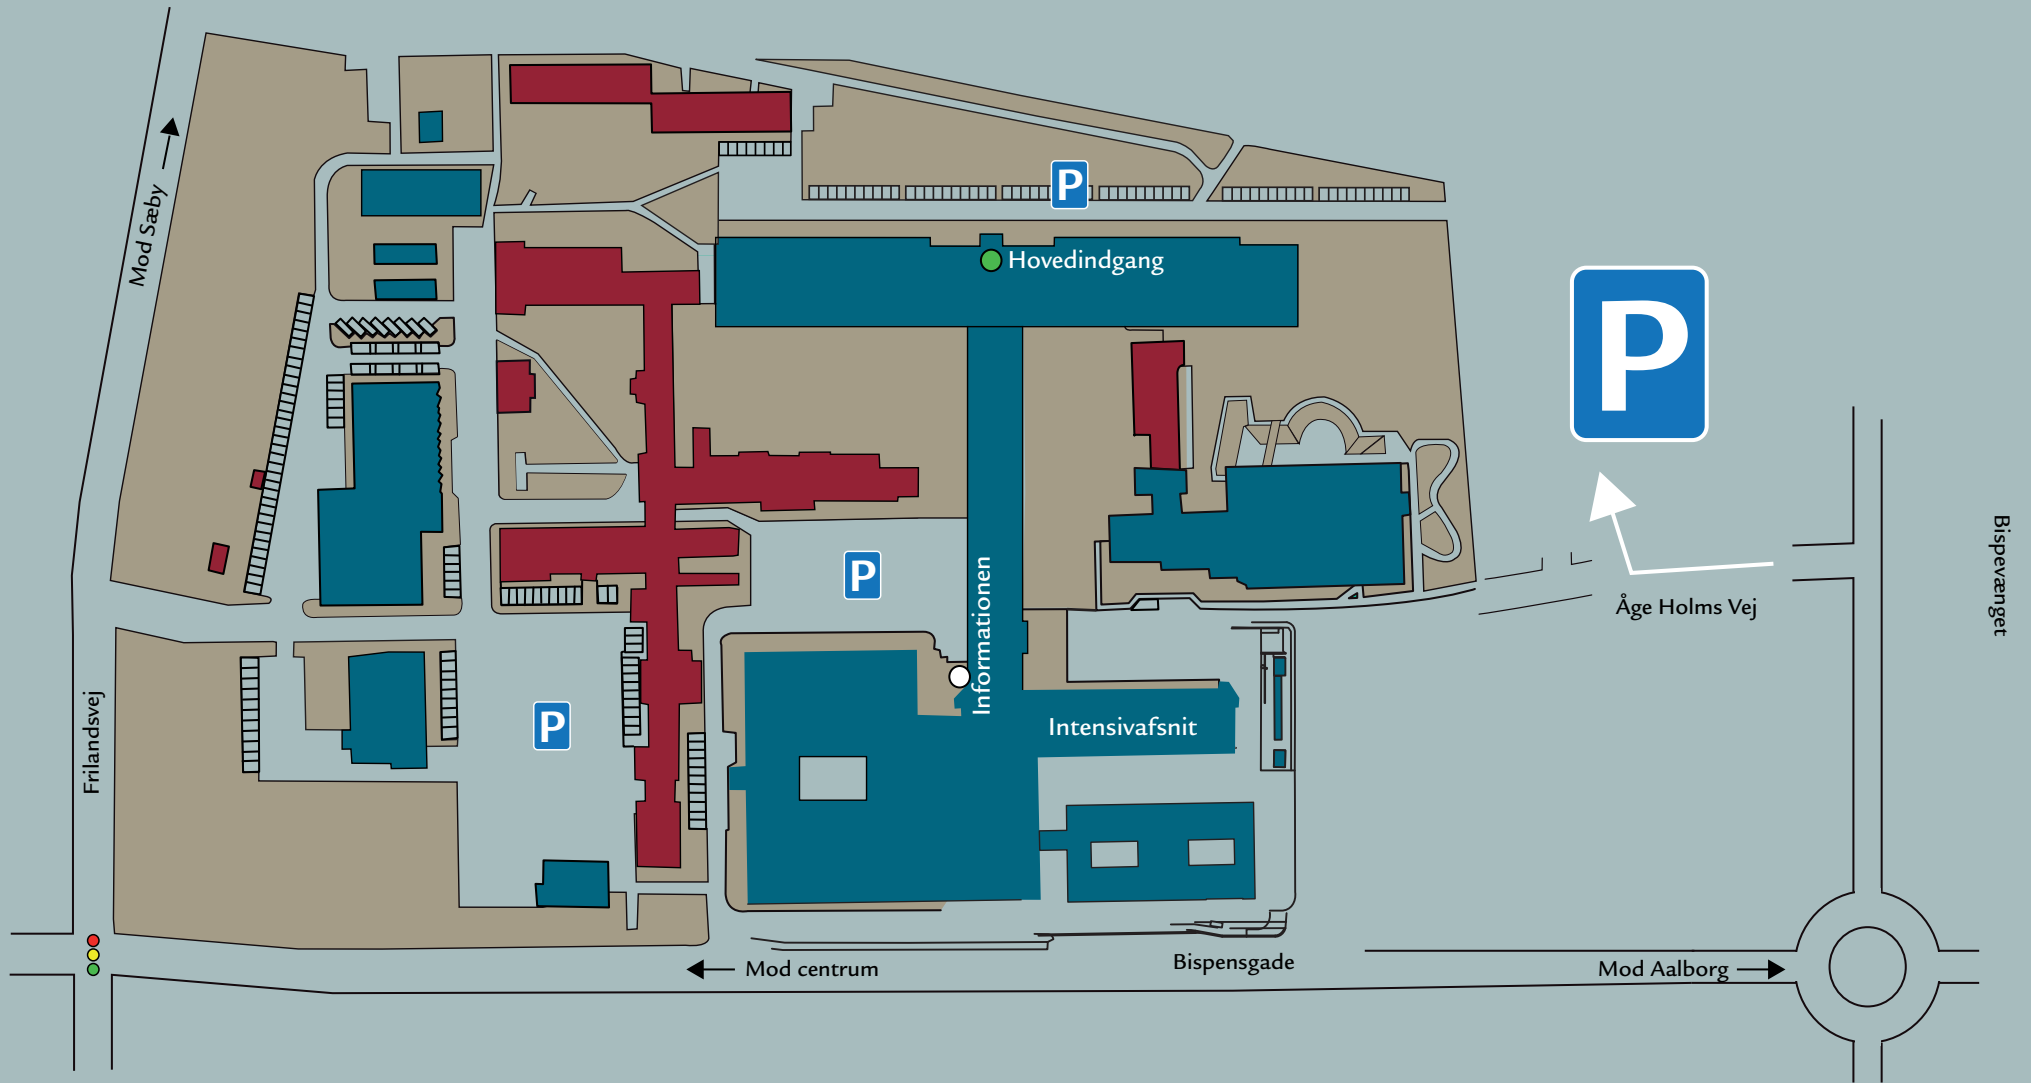 P
Hovedindgang
Mod Sæby
P
P
Informationen
Bispevænget
Åge Holms Vej
P
Intensivafsnit
Frilandsvej
Mod centrum
Bispensgade
Mod Aalborg